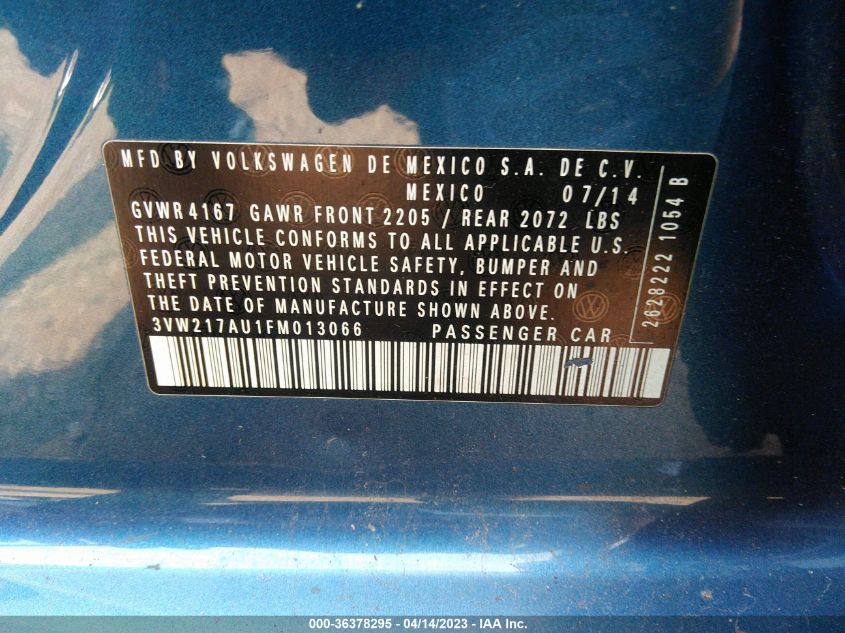 MFD BY VOLKSWAGEN DE MEXICO S.A. DE C.V.
MEXICO 07/14
GVWR 4167 GAWR FRONT 2205 / REAR 2072 LBS
THIS VEHICLE CONFORMS TO ALL APPLICABLE U.S.
FEDERAL MOTOR VEHICLE SAFETY, BUMPER AND
THEFT PREVENTION STANDARDS IN EFFECT ON
THE DATE OF MANUFACTURE SHOWN ABOVE.
3VW217AU1FM013066 PASSENGER CAR
2628222 1054 B
000-36378295 - 04/14/2023 - IAA Inc.